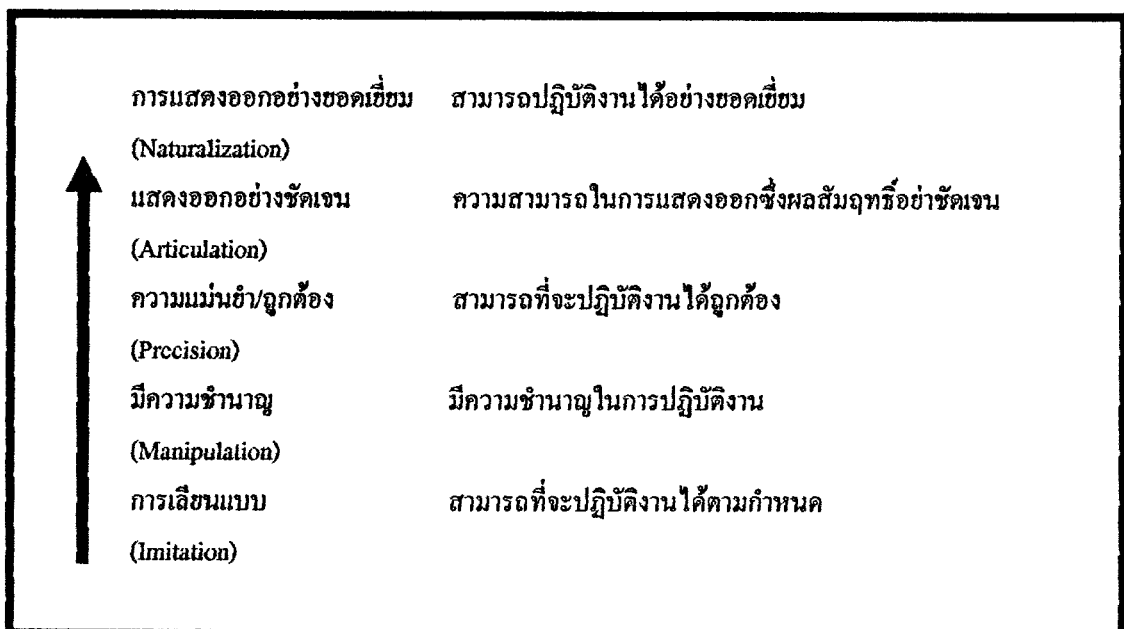 การแสดงออกอย่างยอดเยี่ยม สามารถปฏิบัติงานได้อย่างยอดเยี่ยม
(Naturalization)
แสดงออกอย่างชัดเจน ความสามารถในการแสดงออกซึ่งผลสัมฤทธิ์อย่าชัดเจน
(Articulation)
ความแม่นยำ/ถูกต้อง สามารถที่จะปฏิบัติงานได้ถูกต้อง
(Precision)
มีความชำนาญ มีความชำนาญในการปฏิบัติงาน
(Manipulation)
การเลียนแบบ สามารถที่จะปฏิบัติงานได้ตามกำหนด
(Imitation)